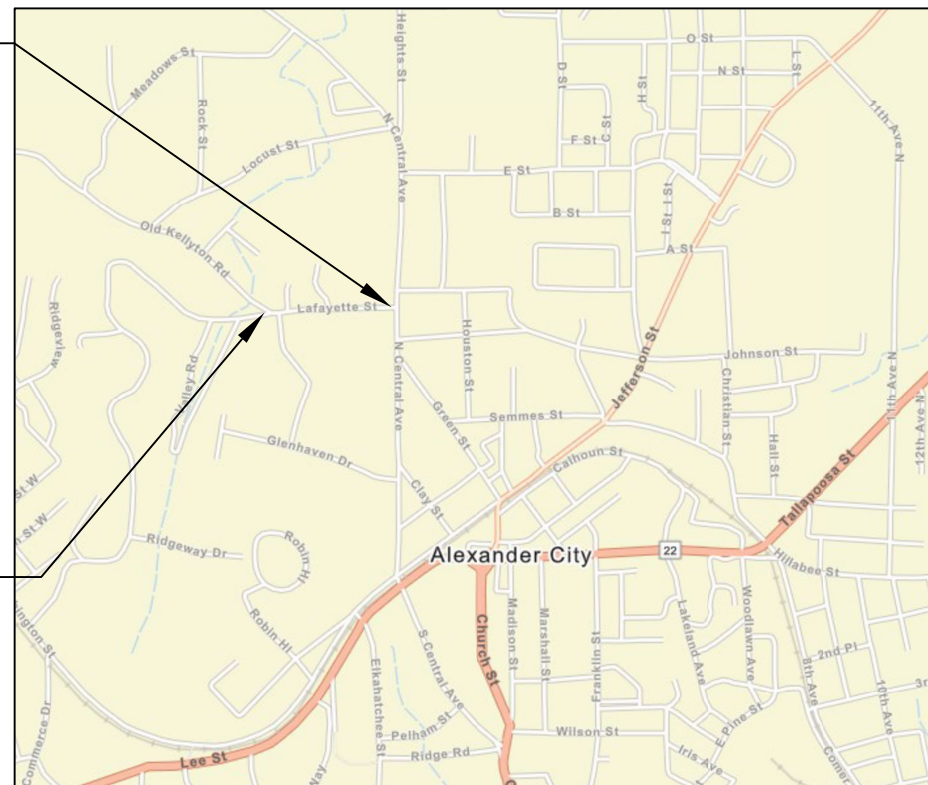 Heights St
O St
Meadows St
D St
H St
N St
L St
Rock St
N Central Ave
C St
F St
11th Ave N
Locust St
E St
I St
I St
B St
Old Kellyton Rd
A St
Ridgeview
Lafayette St
Houston St
Jefferson St
Johnson St
Valley Rd
N Central Ave
Green St
Christian St
11th Ave N
12th Ave N
Semmes St
Glenhaven Dr
Calhoun St
Hall St
Tallapoosa St
St W
Clay St
St W
Ridgeway Dr
Robin Hl
Alexander City
22
Hillabee St
Robin Hl
Madison St
Marshall St
Lakeland Ave
Woodlawn Ave
Church St
Franklin St
S Central Ave
2nd Pl
8th Ave
10th Ave
Elkahatchee St
Pelham St
Wilson St
E Pine St
Commerce Dr
Lee St
Ridge Rd
Iris Ave
Comer